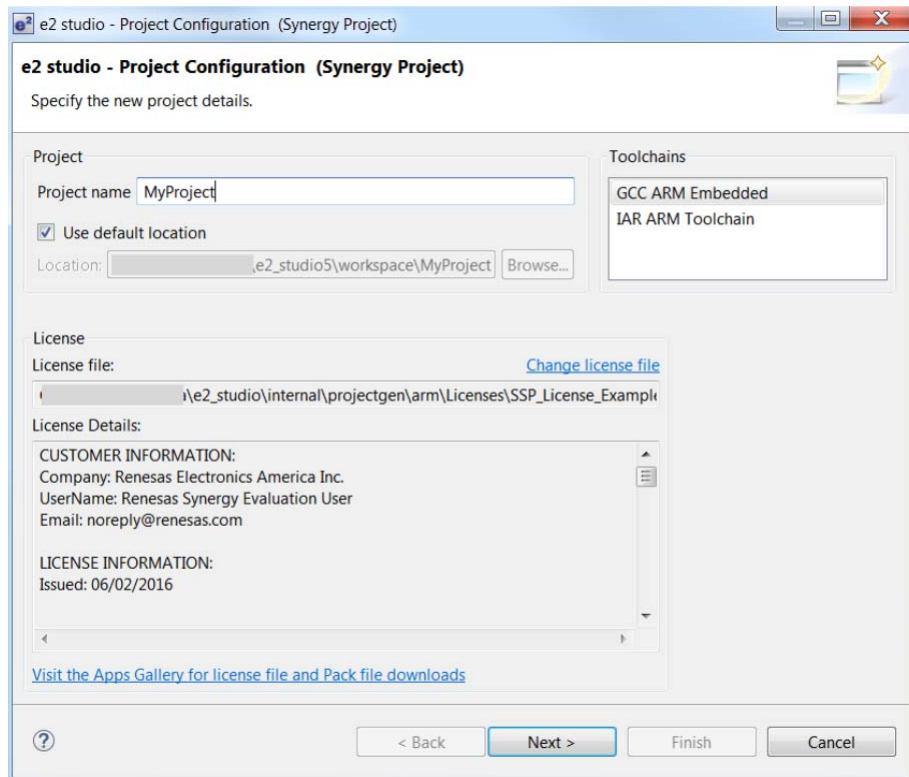 e2 studio - Project Configuration (Synergy Project)
e2 studio - Project Configuration (Synergy Project)
Specify the new project details.
Project
Project name MyProject
Use default location
Location: \e2_studio5\workspace\MyProject Browse...
Toolchains
GCC ARM Embedded
IAR ARM Toolchain
License
License file: Change license file
\e2_studio\internal\projectgen\arm\Licenses\SSP_License_Example
License Details:
CUSTOMER INFORMATION:
Company: Renesas Electronics America Inc.
UserName: Renesas Synergy Evaluation User
Email: noreply@renesas.com
LICENSE INFORMATION:
Issued: 06/02/2016
Visit the Apps Gallery for license file and Pack file downloads
< Back Next > Finish Cancel